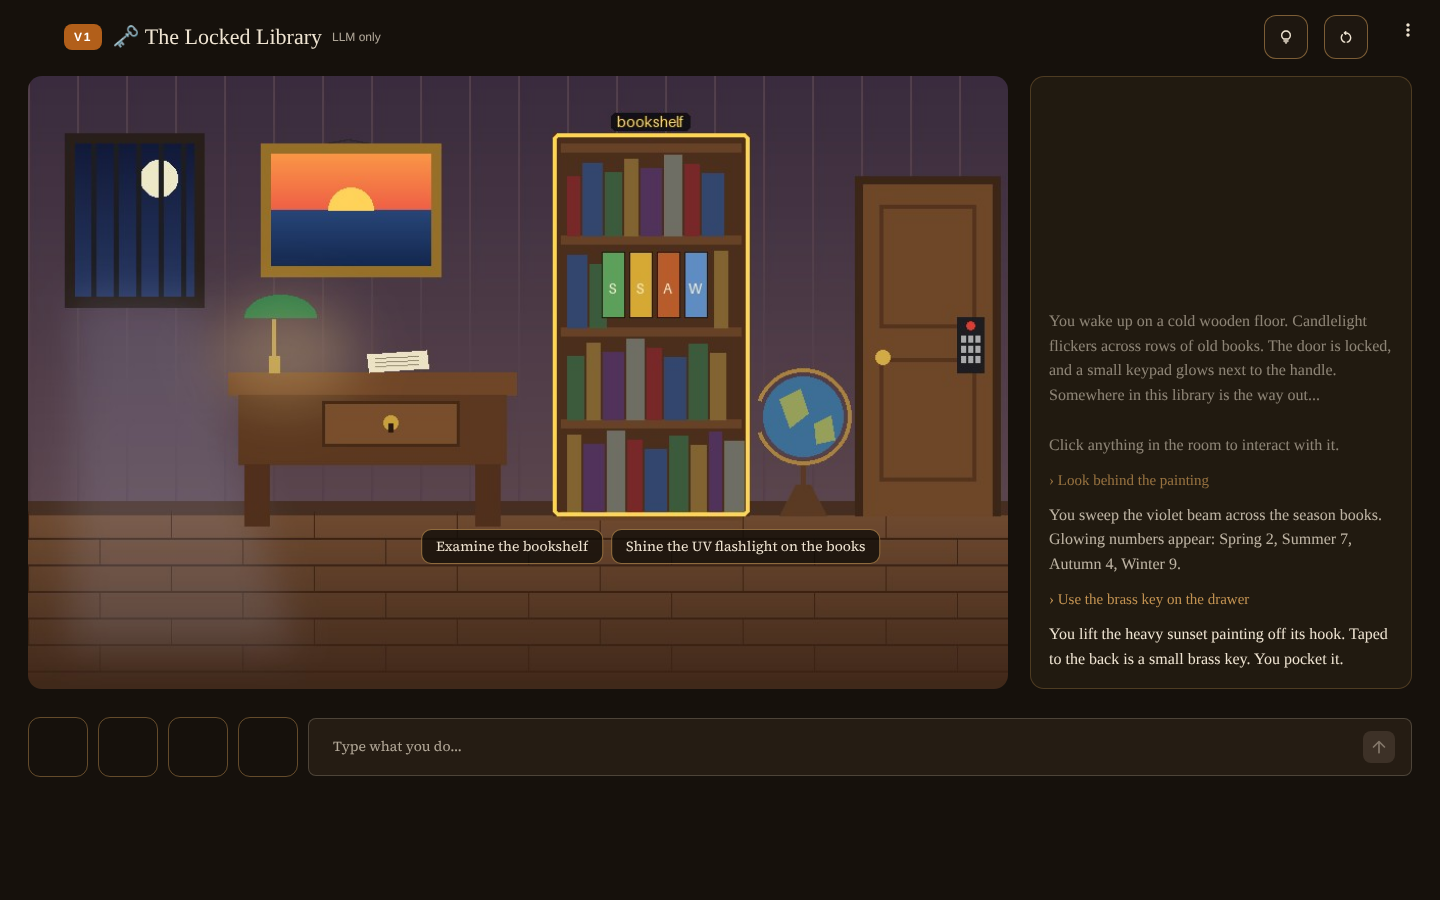 V1
The Locked Library
LLM only
bookshelf
S S A W
Examine the bookshelf
Shine the UV flashlight on the books
You wake up on a cold wooden floor. Candlelight
flickers across rows of old books. The door is locked,
and a small keypad glows next to the handle.
Somewhere in this library is the way out...
Click anything in the room to interact with it.
› Look behind the painting
You sweep the violet beam across the season books.
Glowing numbers appear: Spring 2, Summer 7,
Autumn 4, Winter 9.
› Use the brass key on the drawer
You lift the heavy sunset painting off its hook. Taped
to the back is a small brass key. You pocket it.
Type what you do...